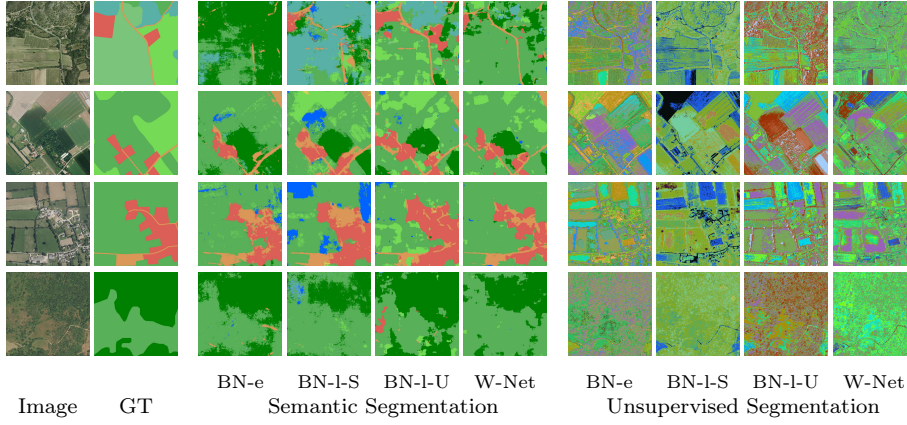 BN-e BN-l-S BN-l-U W-Net BN-e BN-l-S BN-l-U W-Net
Image GT Semantic Segmentation Unsupervised Segmentation